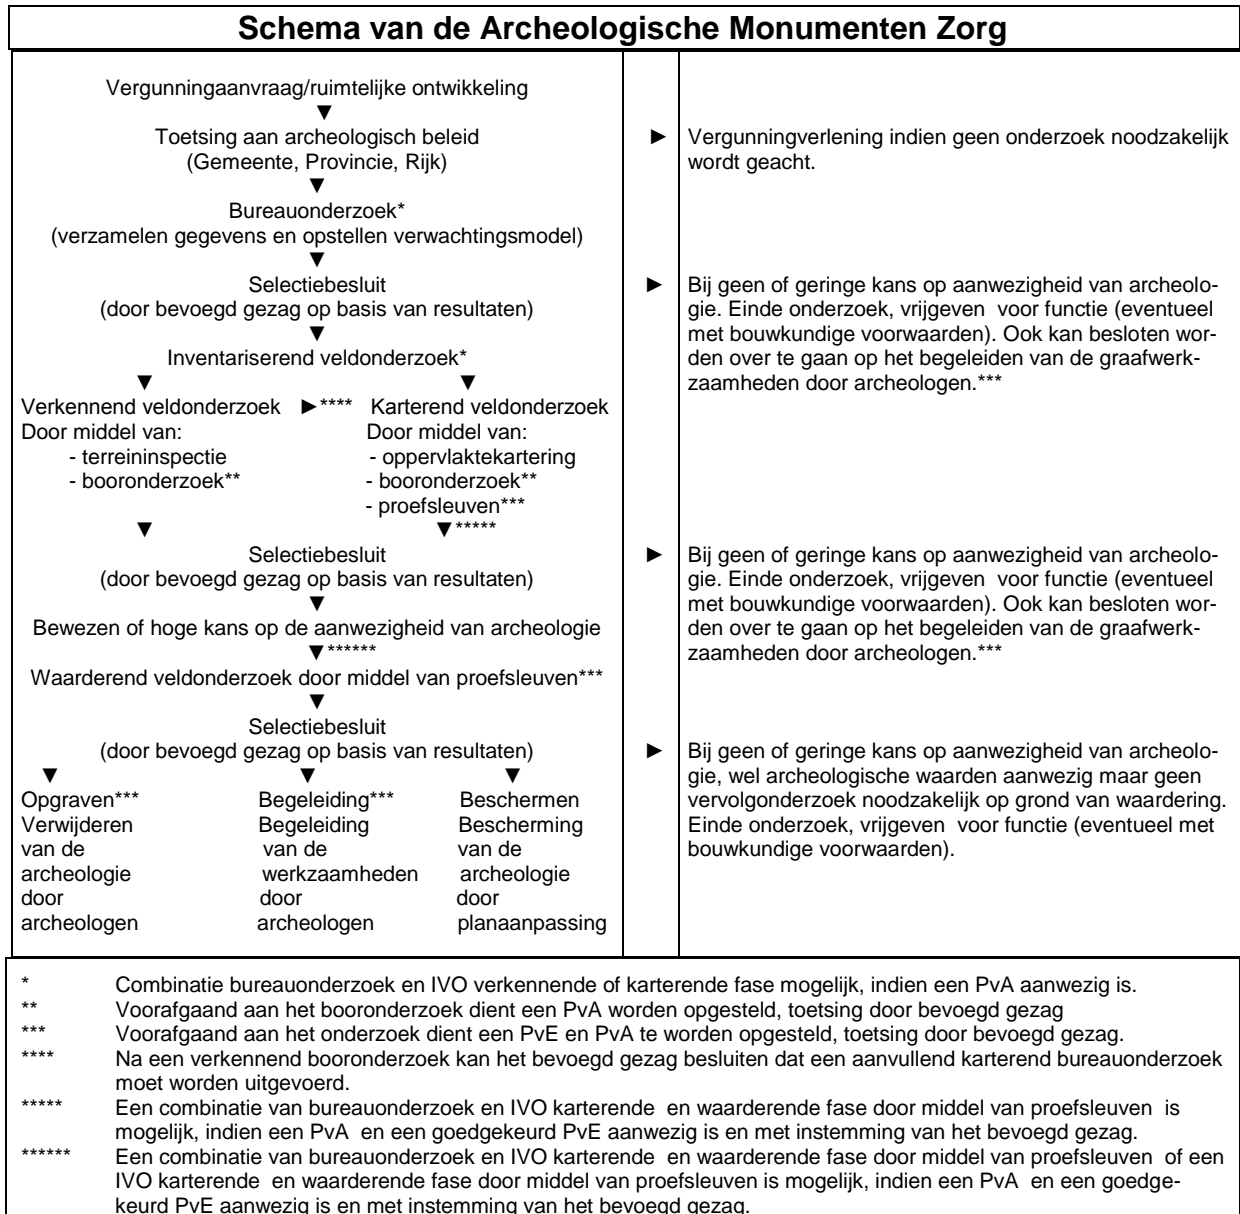 Schema van de Archeologische Monumenten Zorg
Vergunningaanvraag/ruimtelijke ontwikkeling
▼
Toetsing aan archeologisch beleid
(Gemeente, Provincie, Rijk)
► Vergunningverlening indien geen onderzoek noodzakelijk
wordt geacht.
▼
Bureauonderzoek*
(verzamelen gegevens en opstellen verwachtingsmodel)
▼
Selectiebesluit
(door bevoegd gezag op basis van resultaten)
► Bij geen of geringe kans op aanwezigheid van archeolo-
gie. Einde onderzoek, vrijgeven voor functie (eventueel
met bouwkundige voorwaarden). Ook kan besloten wor-
den over te gaan op het begeleiden van de graafwerk-
zaamheden door archeologen.***
▼
Inventariserend veldonderzoek*
▼ ▼
Verkennend veldonderzoek ►**** Karterend veldonderzoek
Door middel van: Door middel van:
- terreininspectie - oppervlaktekartering
- booronderzoek** - booronderzoek**
- proefsleuven***
▼ ▼*****
Selectiebesluit
(door bevoegd gezag op basis van resultaten)
► Bij geen of geringe kans op aanwezigheid van archeolo-
gie. Einde onderzoek, vrijgeven voor functie (eventueel
met bouwkundige voorwaarden). Ook kan besloten wor-
den over te gaan op het begeleiden van de graafwerk-
zaamheden door archeologen.***
▼
Bewezen of hoge kans op de aanwezigheid van archeologie
▼******
Waarderend veldonderzoek door middel van proefsleuven***
▼
Selectiebesluit
(door bevoegd gezag op basis van resultaten)
► Bij geen of geringe kans op aanwezigheid van archeolo-
gie, wel archeologische waarden aanwezig maar geen
vervolgonderzoek noodzakelijk op grond van waardering.
Einde onderzoek, vrijgeven voor functie (eventueel met
bouwkundige voorwaarden).
▼ ▼ ▼
Opgraven*** Begeleiding*** Beschermen
Verwijderen Begeleiding Bescherming
van de van de van de
archeologie werkzaamheden archeologie
door door door
archeologen archeologen planaanpassing
* Combinatie bureauonderzoek en IVO verkennende of karterende fase mogelijk, indien een PvA aanwezig is.
** Voorafgaand aan het booronderzoek dient een PvA worden opgesteld, toetsing door bevoegd gezag
*** Voorafgaand aan het onderzoek dient een PvE en PvA te worden opgesteld, toetsing door bevoegd gezag.
**** Na een verkennend booronderzoek kan het bevoegd gezag besluiten dat een aanvullend karterend bureauonderzoek
moet worden uitgevoerd.
***** Een combinatie van bureauonderzoek en IVO karterende en waarderende fase door middel van proefsleuven is
mogelijk, indien een PvA en een goedgekeurd PvE aanwezig is en met instemming van het bevoegd gezag.
****** Een combinatie van bureauonderzoek en IVO karterende en waarderende fase door middel van proefsleuven of een
IVO karterende en waarderende fase door middel van proefsleuven is mogelijk, indien een PvA en een goedge-
keurd PvE aanwezig is en met instemming van het bevoegd gezag.